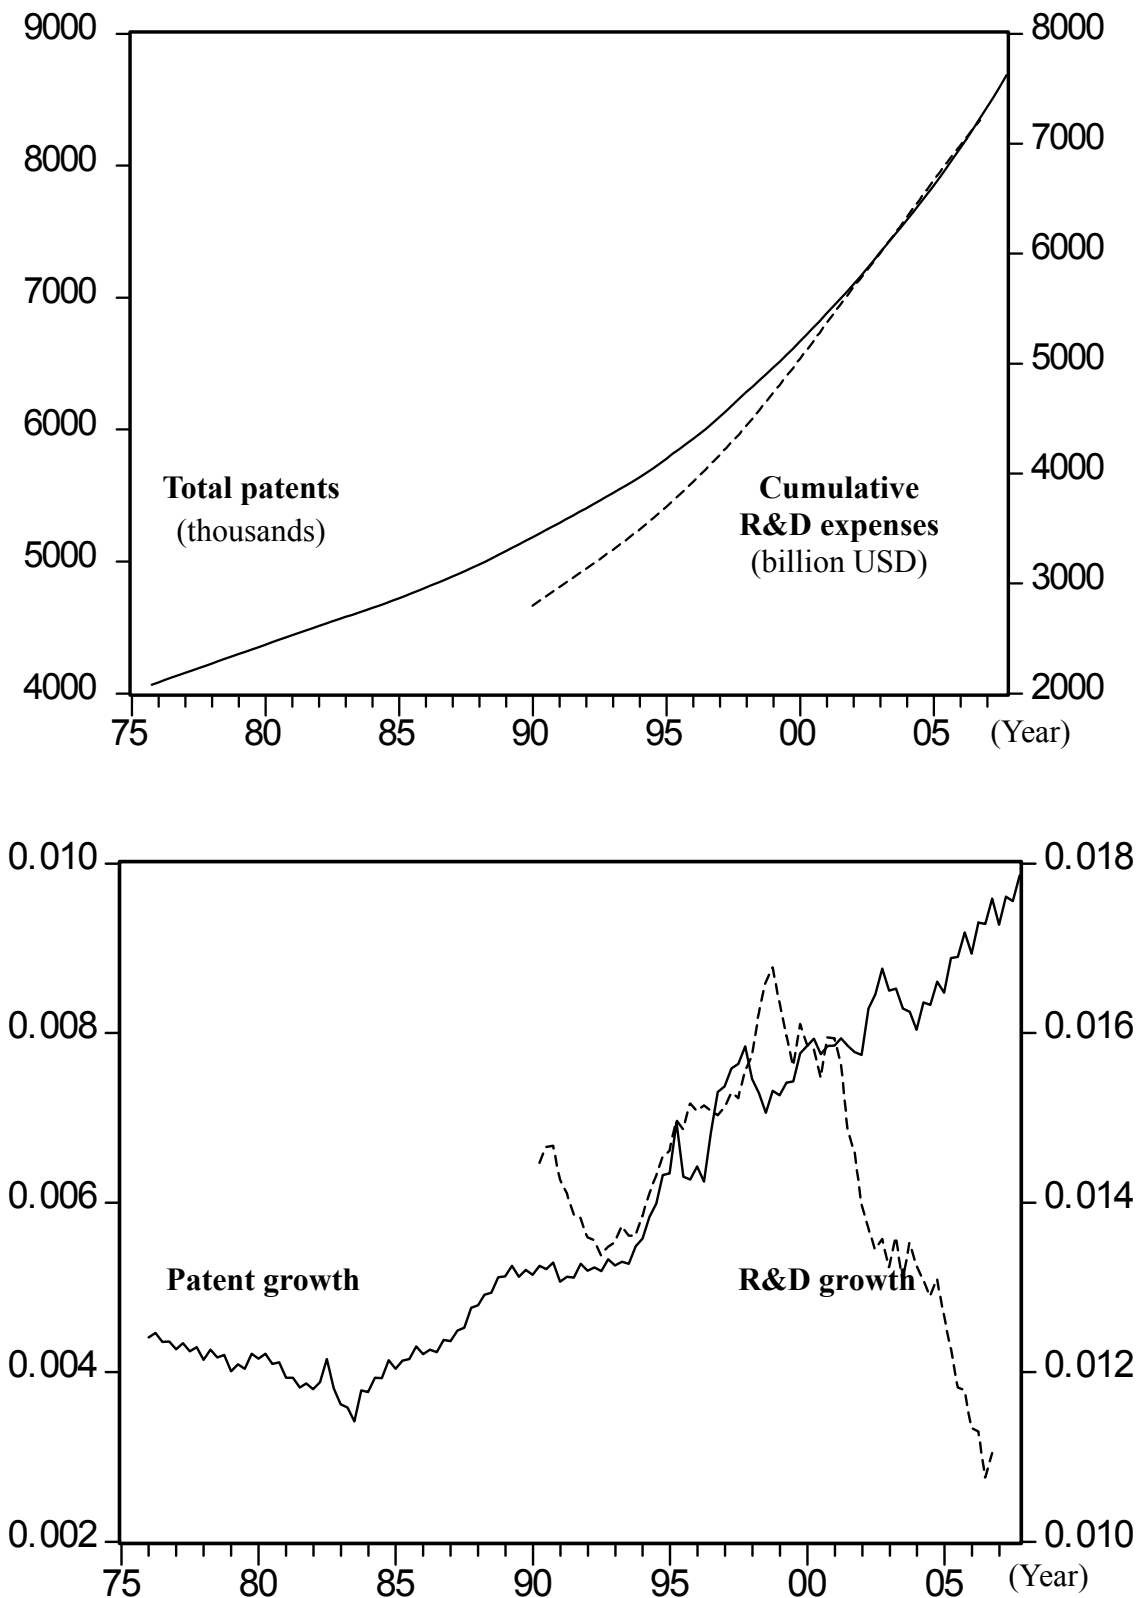 9000
8000
7000
6000
5000
4000
8000
7000
6000
5000
4000
3000
2000
Total patents
(thousands)
Cumulative
R&D expenses
(billion USD)
75 80 85 90 95 00 05 (Year)
0.010
0.008
0.006
0.004
0.002
0.018
0.016
0.014
0.012
0.010
Patent growth
R&D growth
75 80 85 90 95 00 05 (Year)